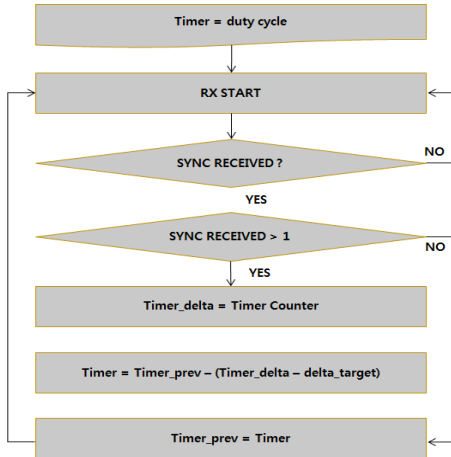 Timer = duty cycle
RX START
SYNC RECEIVED ?
NO
YES
SYNC RECEIVED > 1
NO
YES
Timer_delta = Timer Counter
Timer = Timer_prev – (Timer_delta – delta_target)
Timer_prev = Timer